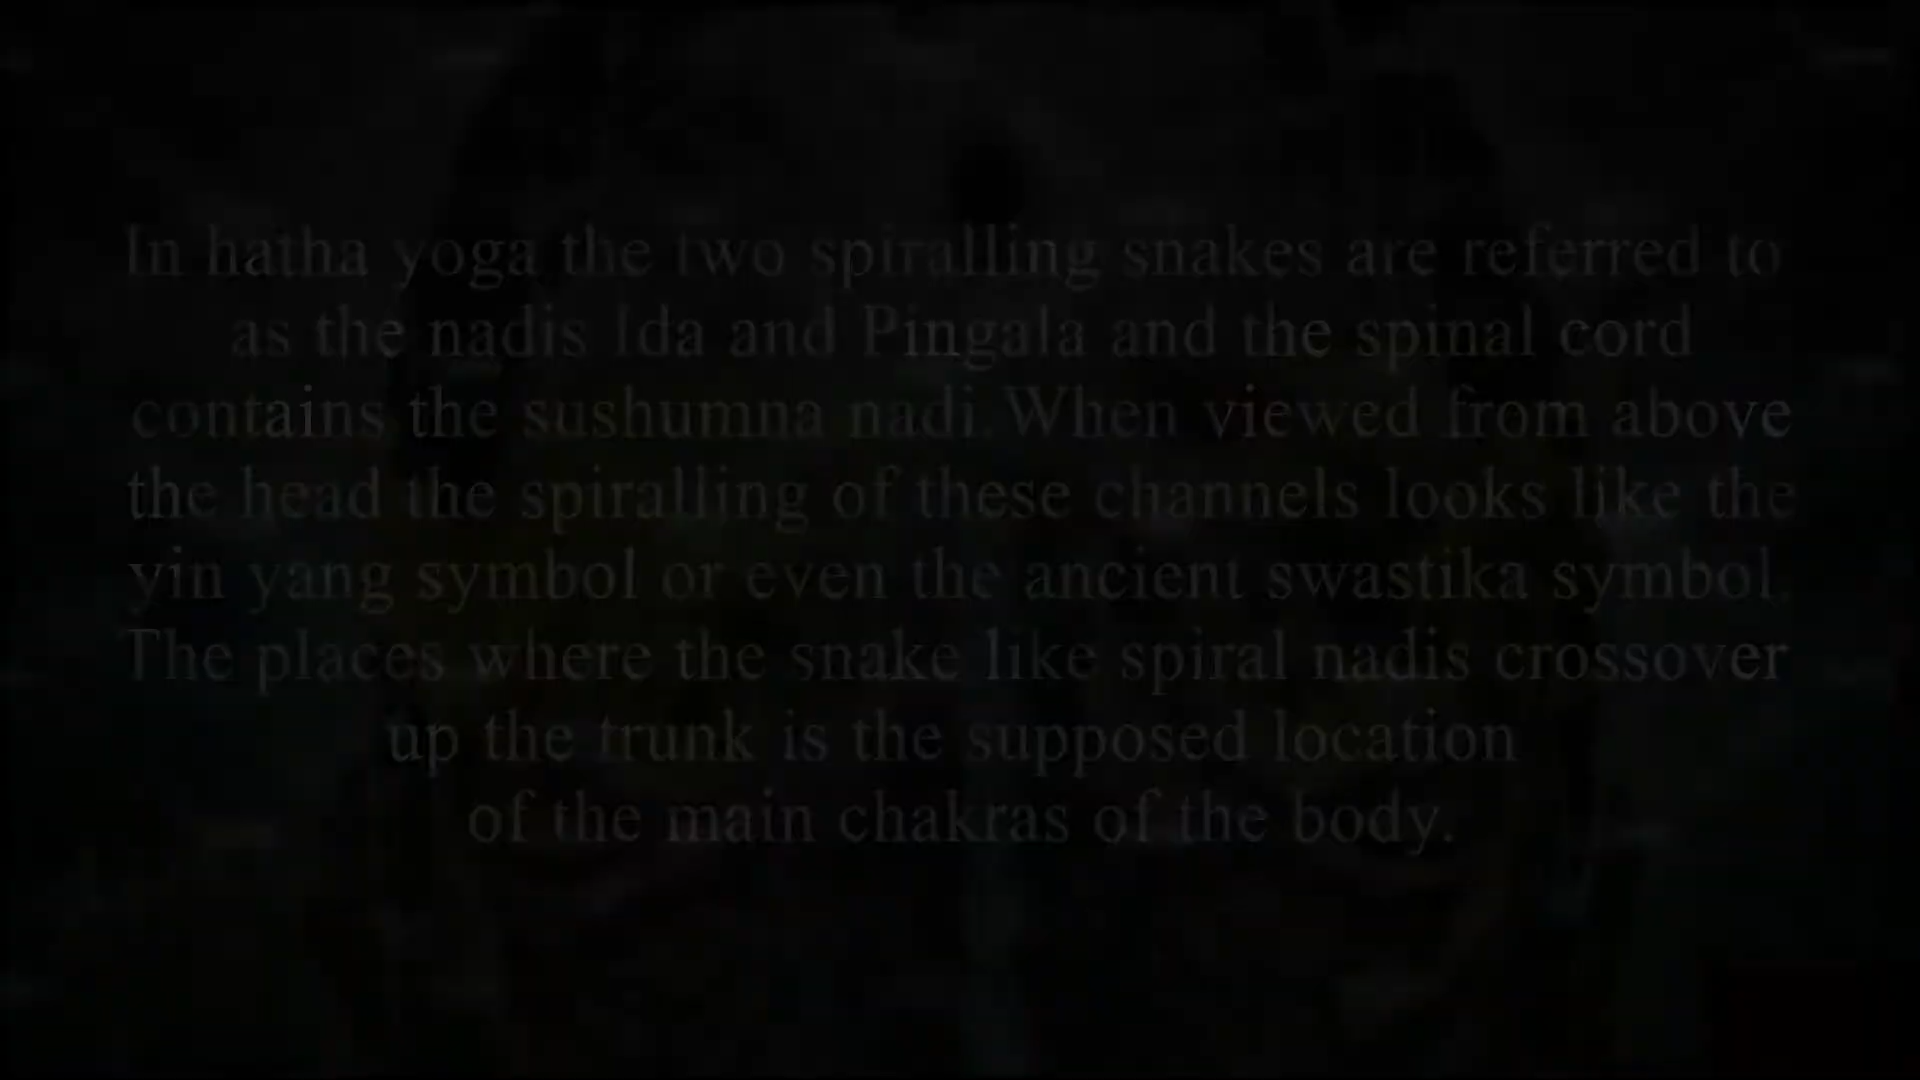 In hatha yoga the two spiralling snakes are referred to
as the nadis Ida and Pingala and the spinal cord
contains the sushumna nadi. When viewed from above
the head the spiralling of these channels looks like the
yin yang symbol or even the ancient swastika symbol.
The places where the snake like spiral nadis crossover
up the trunk is the supposed location
of the main chakras of the body.